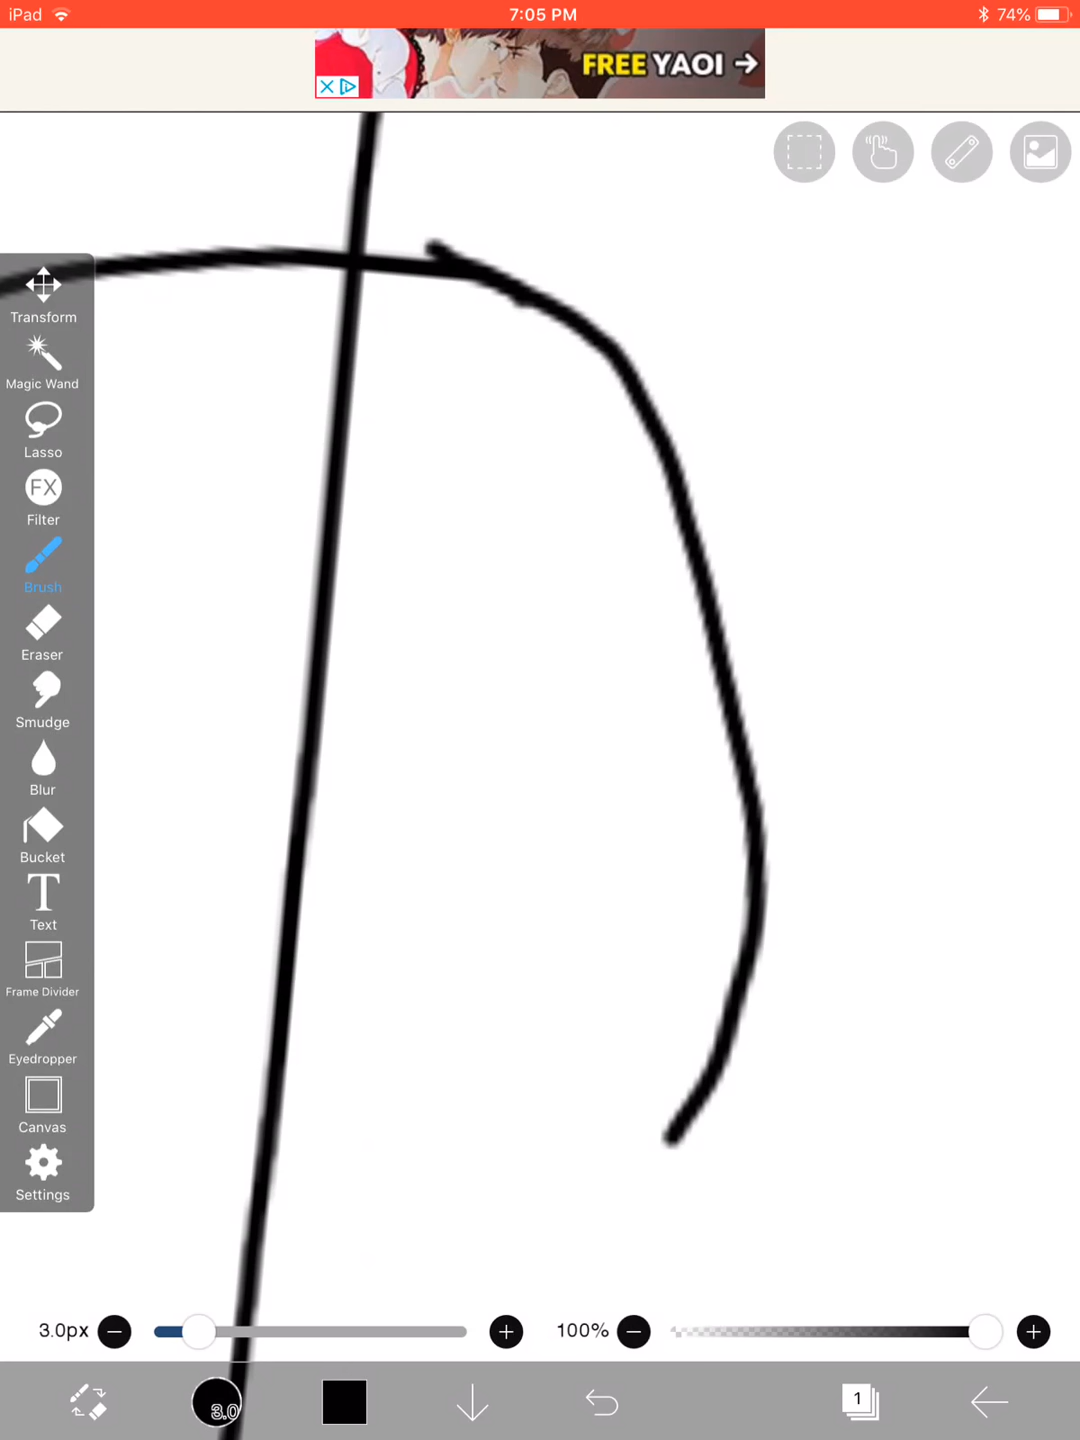 iPad
7:05 PM
74%
FREE YAOI →
Transform
Magic Wand
Lasso
FX
Filter
Brush
Eraser
Smudge
Blur
Bucket
T
Text
Frame Divider
Eyedropper
Canvas
Settings
3.0px
100%
3.0
1